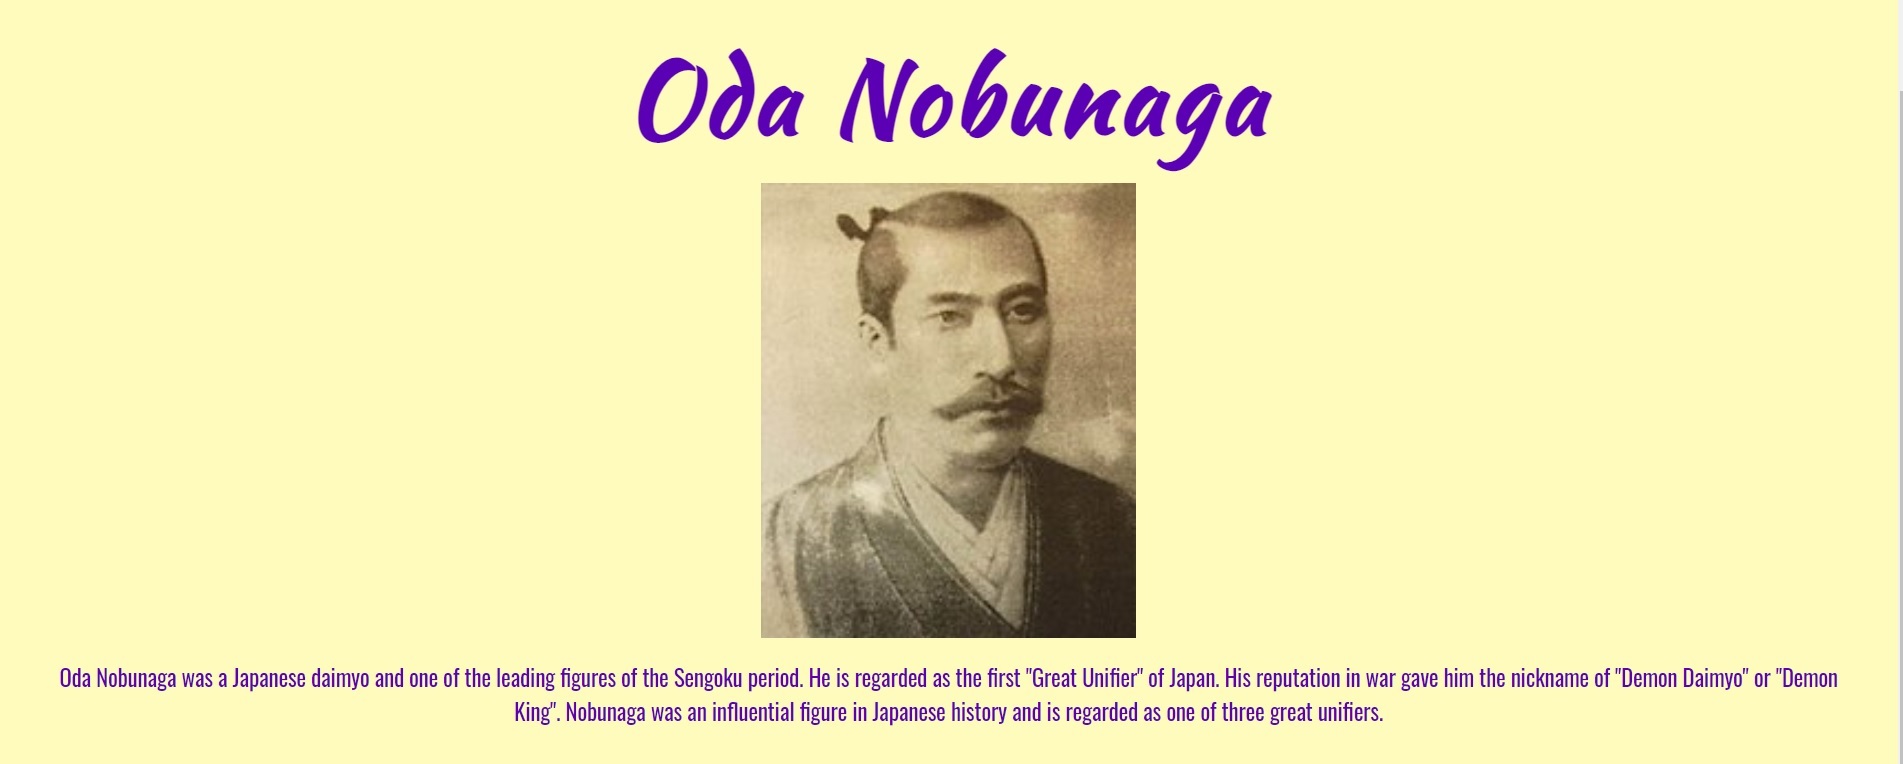 Oda Nobunaga
Oda Nobunaga was a Japanese daimyo and one of the leading figures of the Sengoku period. He is regarded as the first "Great Unifier" of Japan. His reputation in war gave him the nickname of "Demon Daimyo" or "Demon
King". Nobunaga was an influential figure in Japanese history and is regarded as one of three great unifiers.